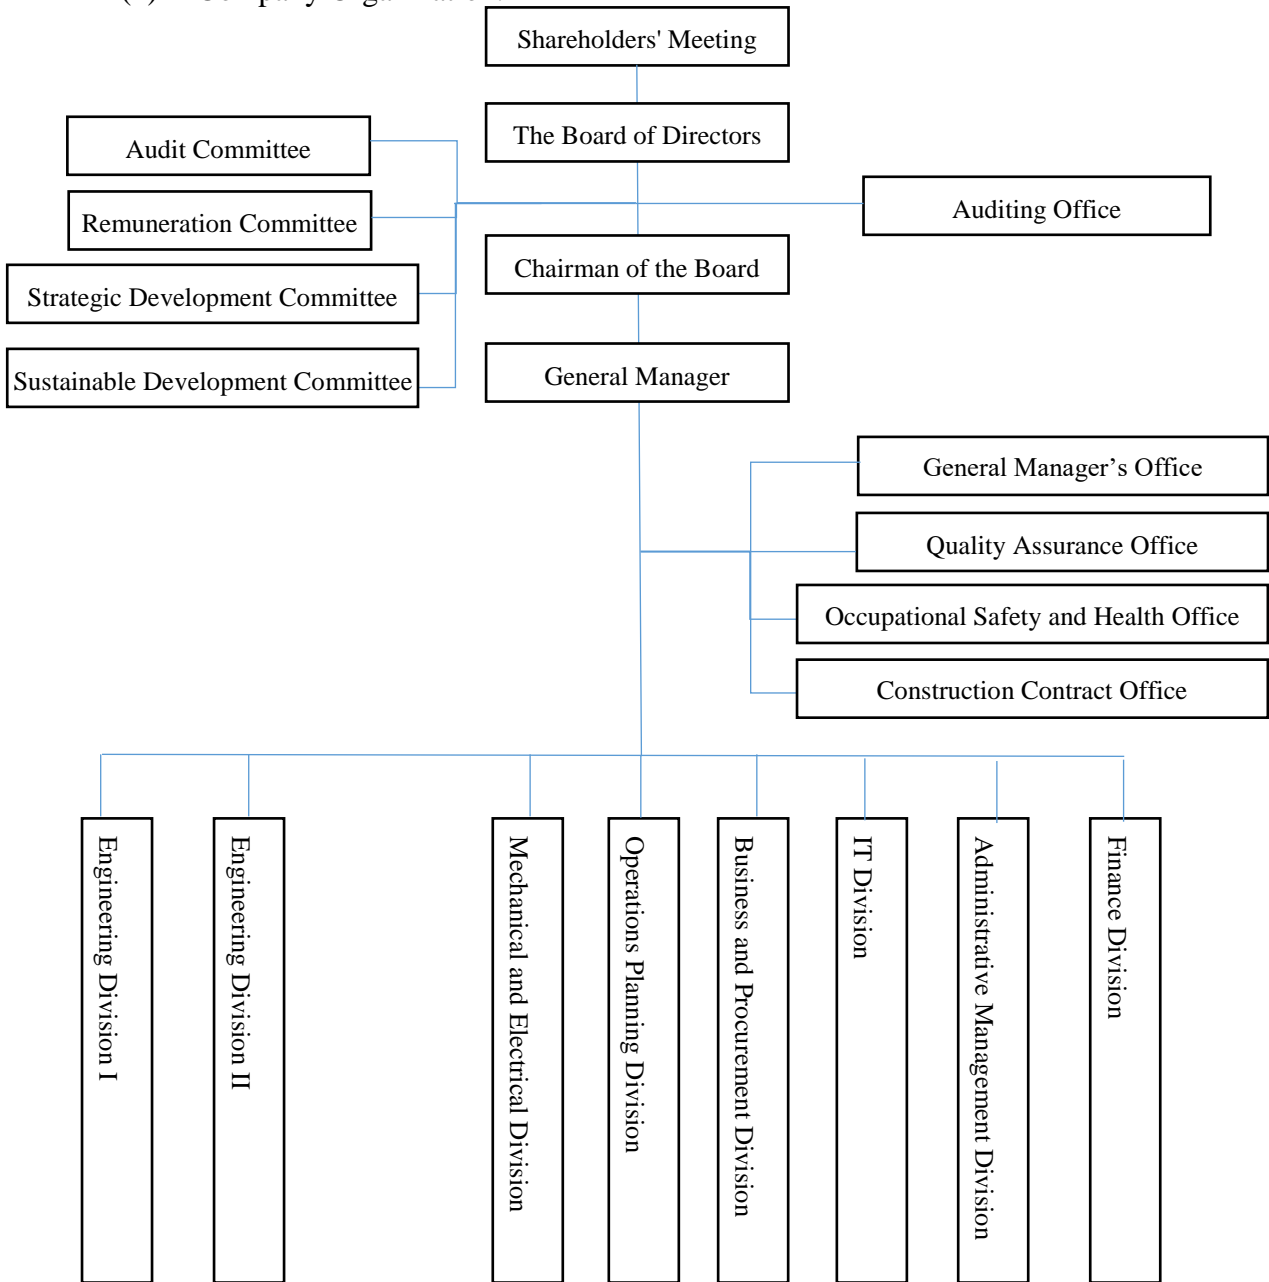 Shareholders' Meeting
The Board of Directors
Audit Committee
Remuneration Committee
Auditing Office
Chairman of the Board
Strategic Development Committee
General Manager
Sustainable Development Committee
General Manager’s Office
Quality Assurance Office
Occupational Safety and Health Office
Construction Contract Office
Engineering Division I
Engineering Division II
Mechanical and Electrical Division
Operations Planning Division
Business and Procurement Division
IT Division
Administrative Management Division
Finance Division